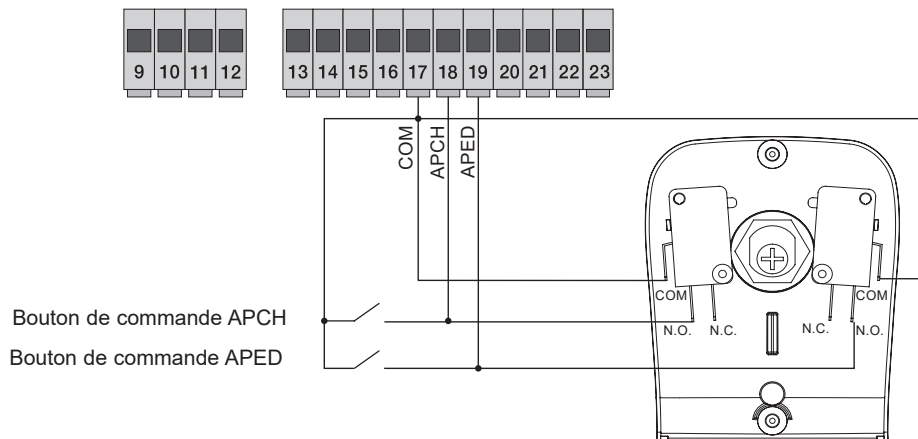 9 10 11 12 13 14 15 16 17 18 19 20 21 22 23
COM
APCH
APED
COM
COM
N.O.
N.C.
N.C.
N.O.
Bouton de commande APCH
Bouton de commande APED